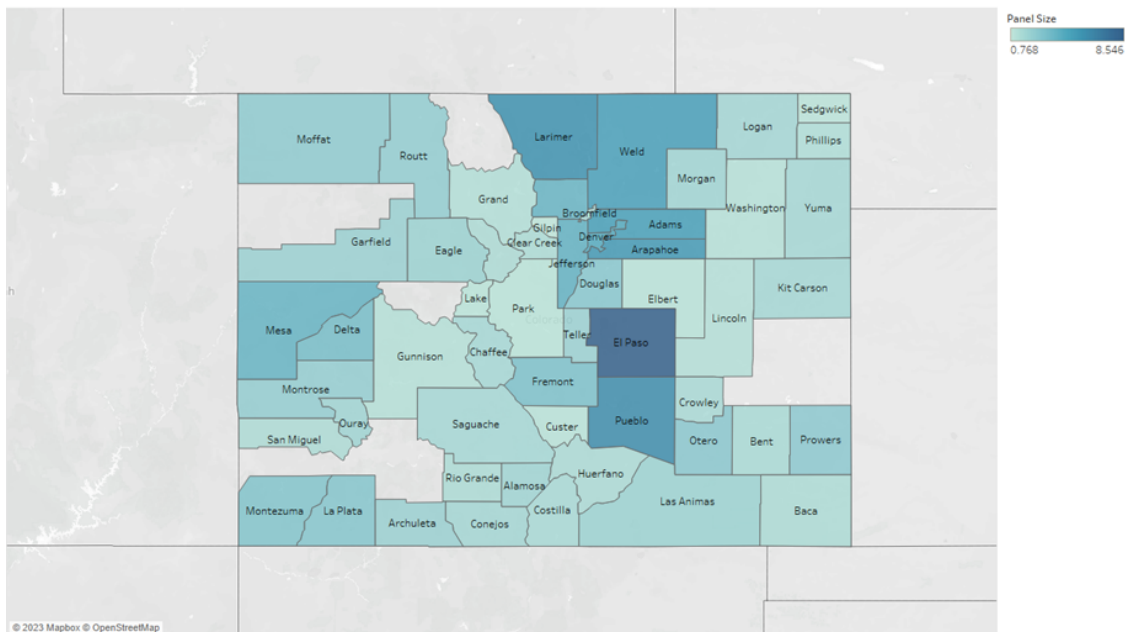 Panel Size
0.768 8.546
Sedgwick
Logan
Moffat
Larimer
Phillips
Routt
Weld
Morgan
Grand
Washington
Yuma
Broomfield
Gilpin
Adams
Denver
Garfield
Eagle
Clear Creek
Arapahoe
Jefferson
Douglas
Kit Carson
Lake
Park
Elbert
Lincoln
Colorado
Mesa
Delta
Teller
El Paso
Gunnison
Chaffee
Montrose
Fremont
Crowley
Ouray
Saguache
Custer
Pueblo
San Miguel
Otero
Bent
Prowers
Rio Grande
Alamosa
Huerfano
Montezuma
La Plata
Archuleta
Conejos
Costilla
Las Animas
Baca
© 2023 Mapbox © OpenStreetMap